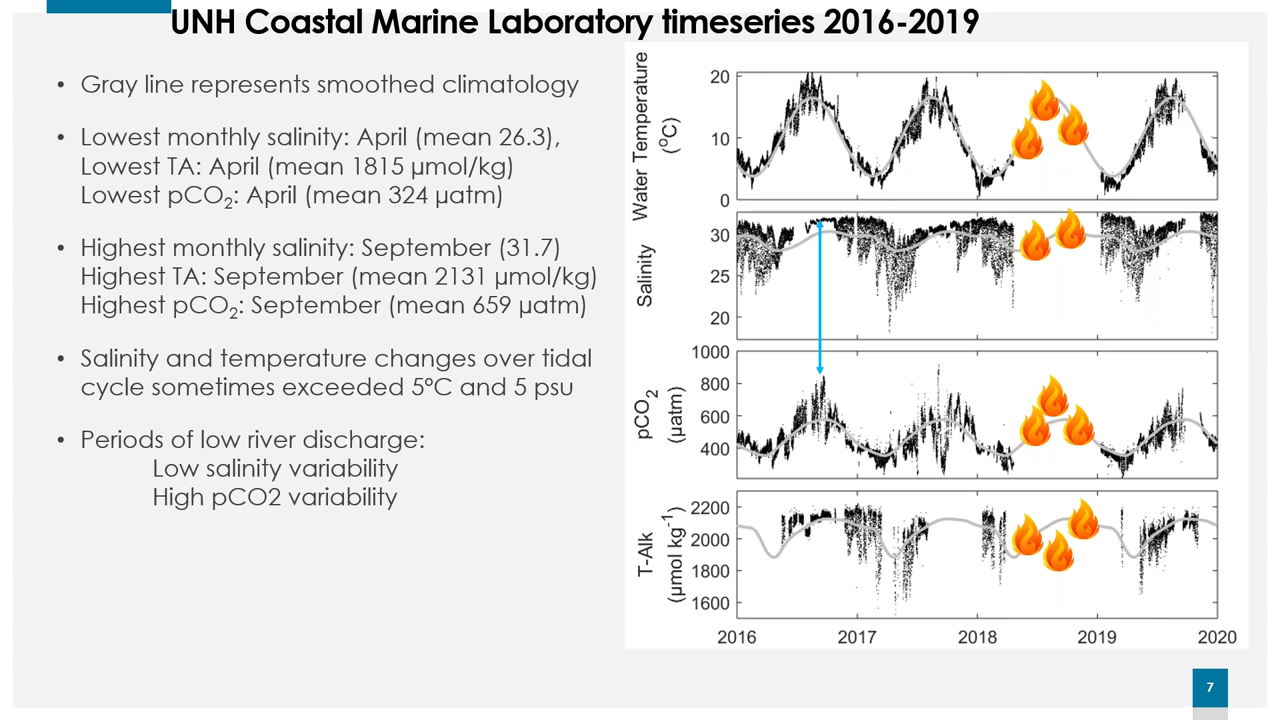 UNH Coastal Marine Laboratory timeseries 2016-2019
• Gray line represents smoothed climatology
• Lowest monthly salinity: April (mean 26.3),
Lowest TA: April (mean 1815 µmol/kg)
Lowest pCO₂: April (mean 324 µatm)
• Highest monthly salinity: September (31.7)
Highest TA: September (mean 2131 µmol/kg)
Highest pCO₂: September (mean 659 µatm)
• Salinity and temperature changes over tidal
cycle sometimes exceeded 5ºC and 5 psu
• Periods of low river discharge:
Low salinity variability
High pCO2 variability
Water Temperature
(°C)
20
10
0
Salinity
30
25
20
pCO₂
(µatm)
1000
800
600
400
T-Alk
(µmol kg⁻¹)
2200
2000
1800
1600
2016
2017
2018
2019
2020
7